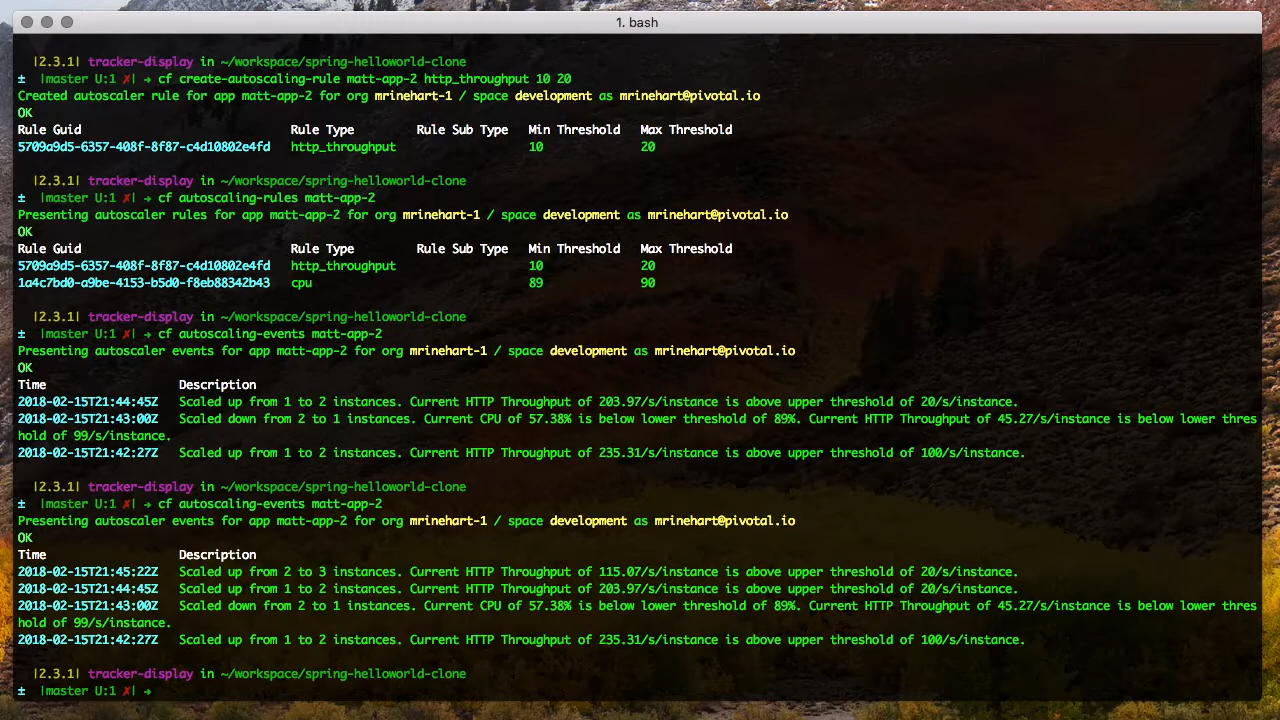 1. bash
|2.3.1| tracker-display in ~/workspace/spring-helloworld-clone
± |master U:1 ✗| → cf create-autoscaling-rule matt-app-2 http_throughput 10 20
Created autoscaler rule for app matt-app-2 for org mrinehart-1 / space development as mrinehart@pivotal.io
OK
Rule Guid Rule Type Rule Sub Type Min Threshold Max Threshold
5709a9d5-6357-408f-8f87-c4d10802e4fd http_throughput 10 20
|2.3.1| tracker-display in ~/workspace/spring-helloworld-clone
± |master U:1 ✗| → cf autoscaling-rules matt-app-2
Presenting autoscaler rules for app matt-app-2 for org mrinehart-1 / space development as mrinehart@pivotal.io
OK
Rule Guid Rule Type Rule Sub Type Min Threshold Max Threshold
5709a9d5-6357-408f-8f87-c4d10802e4fd http_throughput 10 20
1a4c7bd0-a9be-4153-b5d0-f8eb88342b43 cpu 89 90
|2.3.1| tracker-display in ~/workspace/spring-helloworld-clone
± |master U:1 ✗| → cf autoscaling-events matt-app-2
Presenting autoscaler events for app matt-app-2 for org mrinehart-1 / space development as mrinehart@pivotal.io
OK
Time Description
2018-02-15T21:44:45Z Scaled up from 1 to 2 instances. Current HTTP Throughput of 203.97/s/instance is above upper threshold of 20/s/instance.
2018-02-15T21:43:00Z Scaled down from 2 to 1 instances. Current CPU of 57.38% is below lower threshold of 89%. Current HTTP Throughput of 45.27/s/instance is below lower thres
hold of 99/s/instance.
2018-02-15T21:42:27Z Scaled up from 1 to 2 instances. Current HTTP Throughput of 235.31/s/instance is above upper threshold of 100/s/instance.
|2.3.1| tracker-display in ~/workspace/spring-helloworld-clone
± |master U:1 ✗| → cf autoscaling-events matt-app-2
Presenting autoscaler events for app matt-app-2 for org mrinehart-1 / space development as mrinehart@pivotal.io
OK
Time Description
2018-02-15T21:45:22Z Scaled up from 2 to 3 instances. Current HTTP Throughput of 115.07/s/instance is above upper threshold of 20/s/instance.
2018-02-15T21:44:45Z Scaled up from 1 to 2 instances. Current HTTP Throughput of 203.97/s/instance is above upper threshold of 20/s/instance.
2018-02-15T21:43:00Z Scaled down from 2 to 1 instances. Current CPU of 57.38% is below lower threshold of 89%. Current HTTP Throughput of 45.27/s/instance is below lower thres
hold of 99/s/instance.
2018-02-15T21:42:27Z Scaled up from 1 to 2 instances. Current HTTP Throughput of 235.31/s/instance is above upper threshold of 100/s/instance.
|2.3.1| tracker-display in ~/workspace/spring-helloworld-clone
± |master U:1 ✗| →